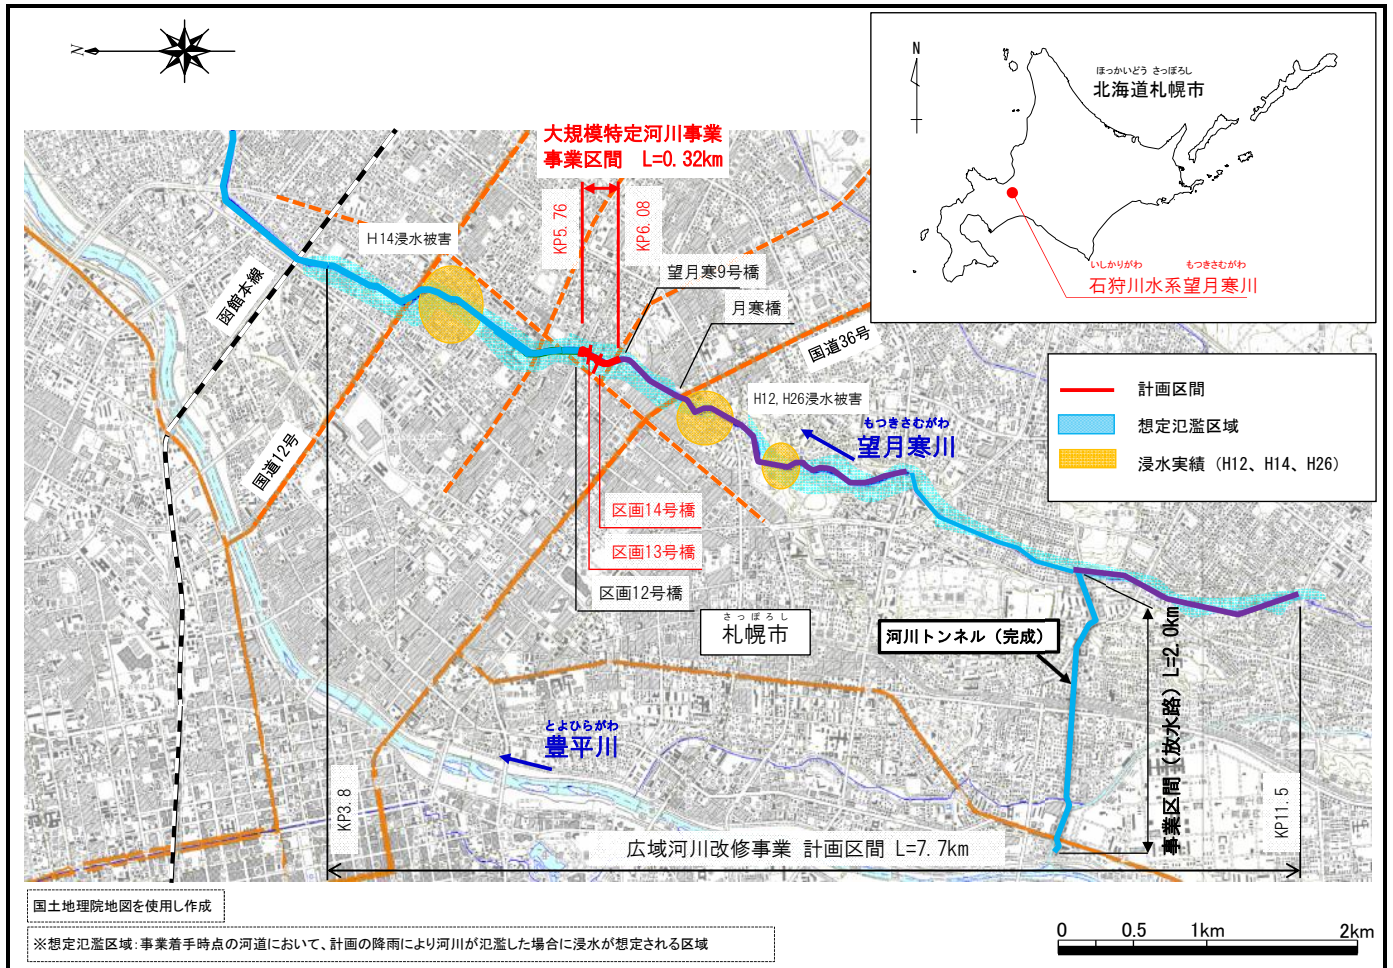 N
N
ほっかいどう さっぽろし
北海道札幌市
いしかりがわ もつきさむがわ
石狩川水系望月寒川
大規模特定河川事業
事業区間 L=0.32km
KP5.76
KP6.08
H14浸水被害
函館本線
望月寒9号橋
月寒橋
国道36号
国道12号
H12,H26浸水被害
もつきさむがわ
望月寒川
計画区間
想定氾濫区域
浸水実績（H12、H14、H26）
区画14号橋
区画13号橋
区画12号橋
さっぽろし
札幌市
河川トンネル（完成）
事業区間（放水路）L=2.0km
とよひらがわ
豊平川
KP3.8
KP11.5
広域河川改修事業 計画区間 L=7.7km
国土地理院地図を使用し作成
※想定氾濫区域：事業着手時点の河道において、計画の降雨により河川が氾濫した場合に浸水が想定される区域
0 0.5 1km 2km